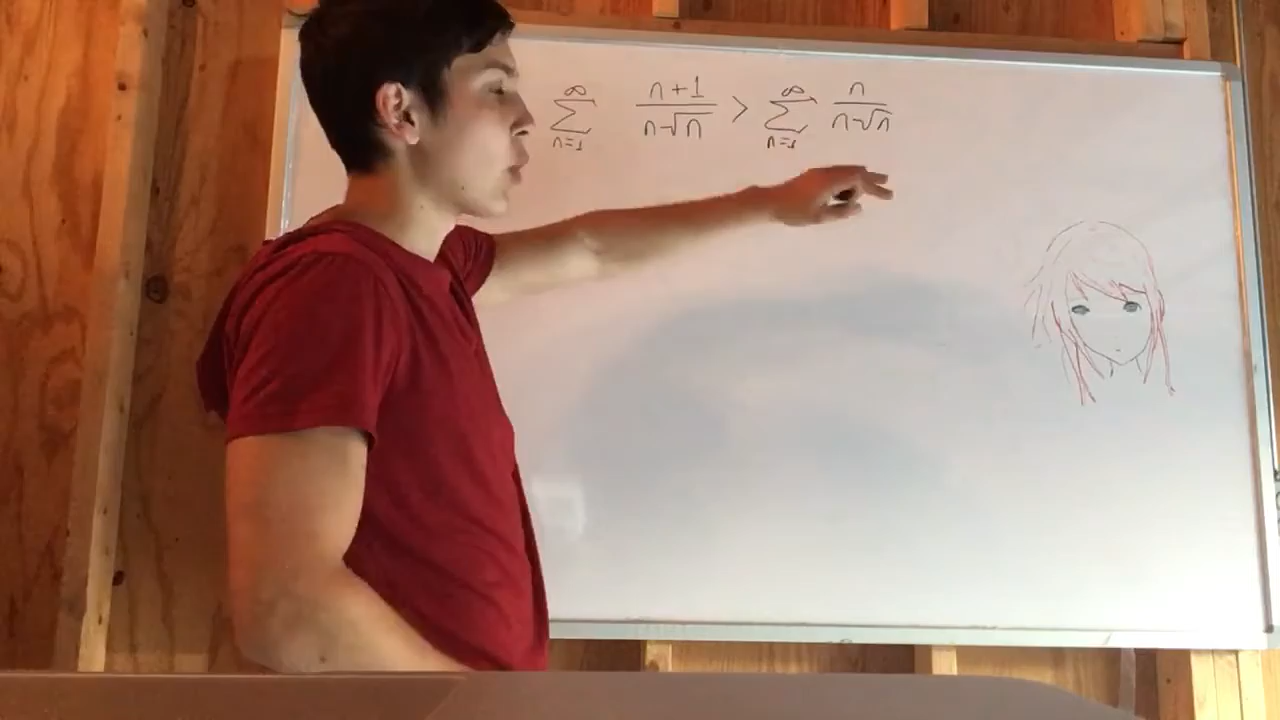 ∞ ∞
∑ n+1 > ∑ n
n=1 n√n n=1 n√n